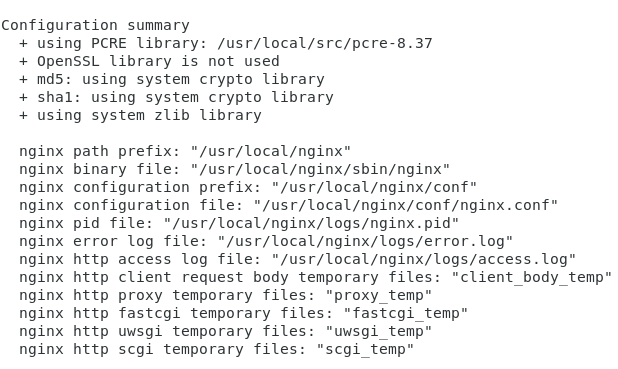 Configuration summary
  + using PCRE library: /usr/local/src/pcre-8.37
  + OpenSSL library is not used
  + md5: using system crypto library
  + sha1: using system crypto library
  + using system zlib library

  nginx path prefix: "/usr/local/nginx"
  nginx binary file: "/usr/local/nginx/sbin/nginx"
  nginx configuration prefix: "/usr/local/nginx/conf"
  nginx configuration file: "/usr/local/nginx/conf/nginx.conf"
  nginx pid file: "/usr/local/nginx/logs/nginx.pid"
  nginx error log file: "/usr/local/nginx/logs/error.log"
  nginx http access log file: "/usr/local/nginx/logs/access.log"
  nginx http client request body temporary files: "client_body_temp"
  nginx http proxy temporary files: "proxy_temp"
  nginx http fastcgi temporary files: "fastcgi_temp"
  nginx http uwsgi temporary files: "uwsgi_temp"
  nginx http scgi temporary files: "scgi_temp"